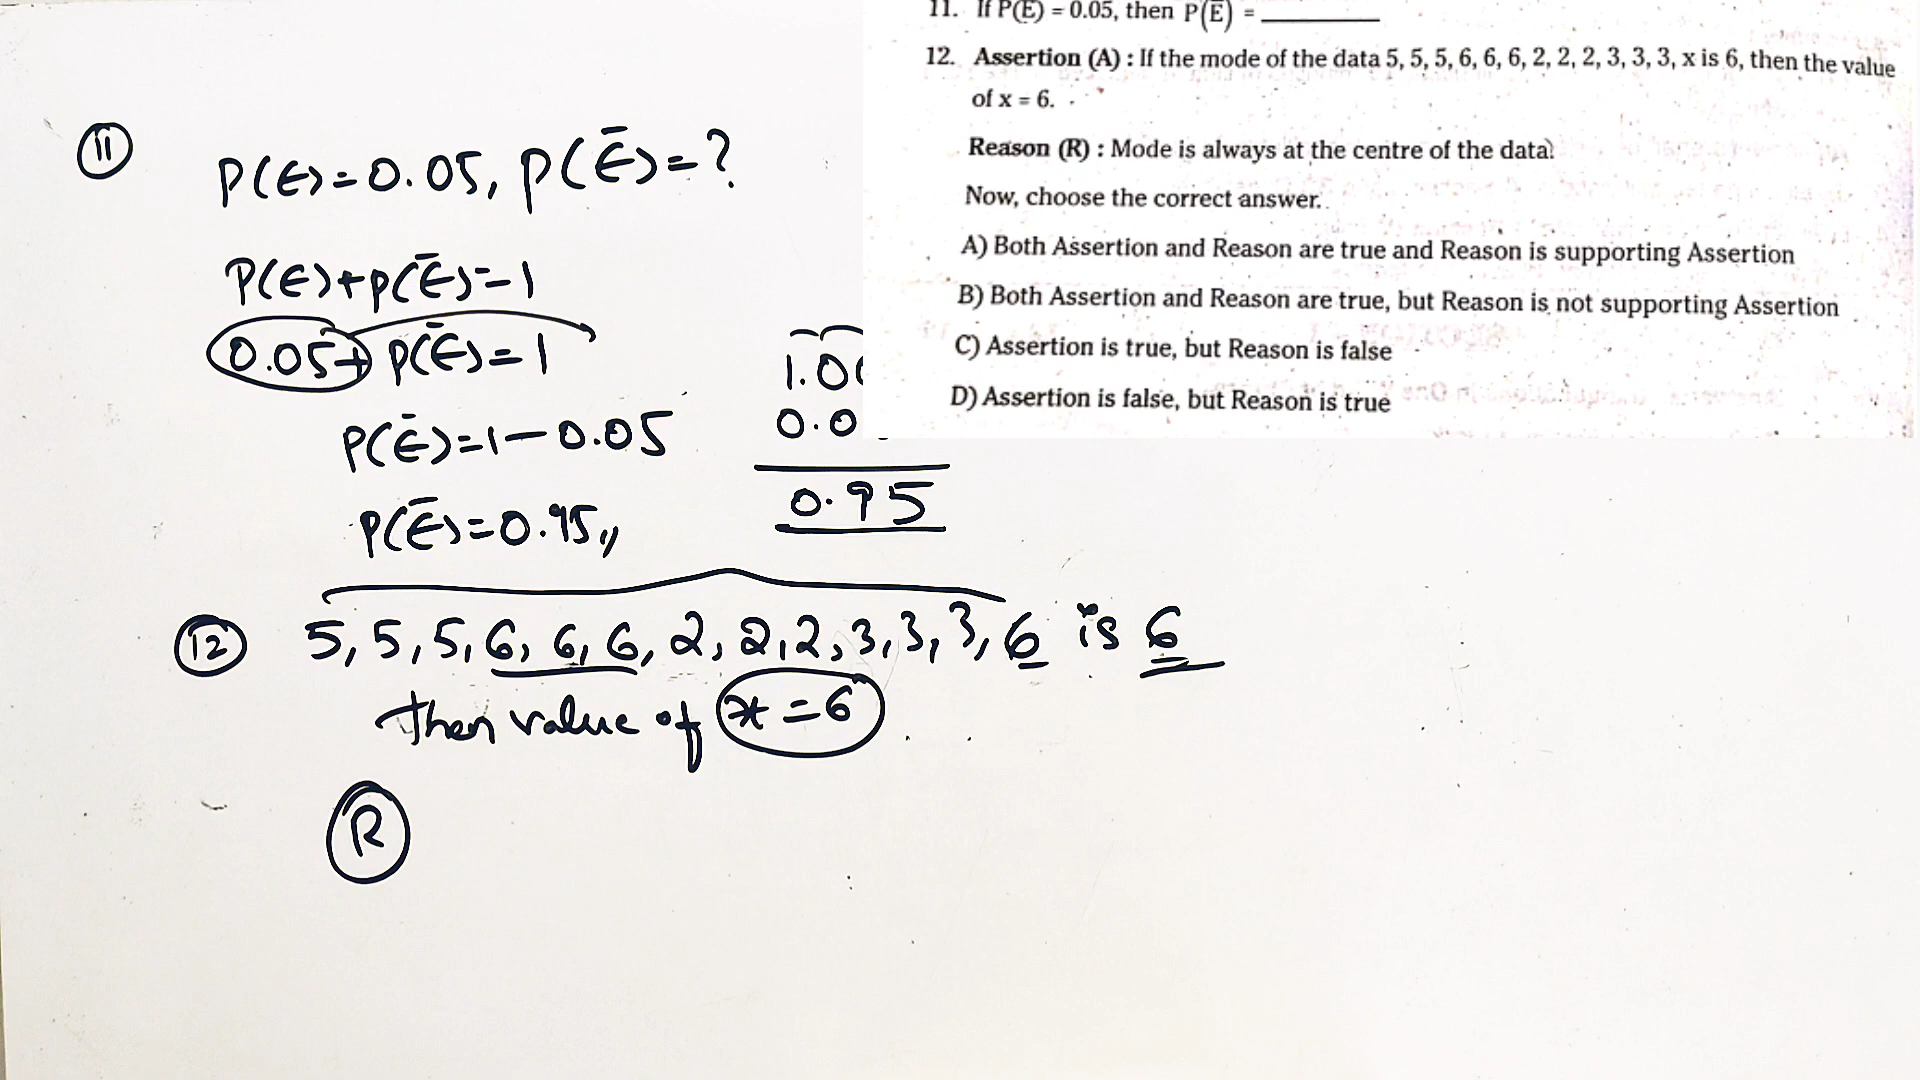 11. If P(E) = 0.05, then P(Ē) = ________
12. Assertion (A) : If the mode of the data 5, 5, 5, 6, 6, 6, 2, 2, 2, 3, 3, 3, x is 6, then the value
of x = 6.
Reason (R) : Mode is always at the centre of the data.
Now, choose the correct answer.
A) Both Assertion and Reason are true and Reason is supporting Assertion
B) Both Assertion and Reason are true, but Reason is not supporting Assertion
C) Assertion is true, but Reason is false
D) Assertion is false, but Reason is true
11 P(E)=0.05, P(Ē)=?
P(E)+P(Ē)=1
0.05+P(Ē)=1
P(Ē)=1-0.05
P(Ē)=0.95
1.0
0.0
0.95
12 5,5,5,6,6,6,2,2,2,3,3,3,6 is 6
then value of x=6
R